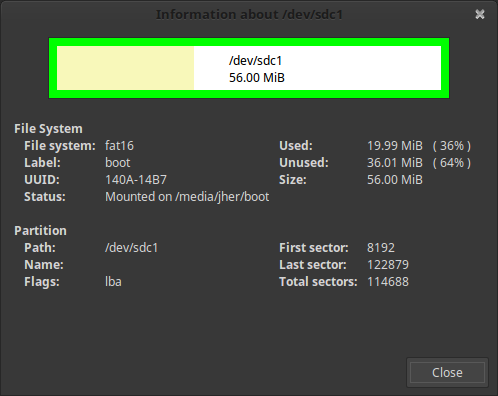 Information about /dev/sdc1
/dev/sdc1
56.00 MiB
File System
File system: fat16 Used: 19.99 MiB ( 36% )
Label: boot Unused: 36.01 MiB ( 64% )
UUID: 140A-14B7 Size: 56.00 MiB
Status: Mounted on /media/jher/boot
Partition
Path: /dev/sdc1 First sector: 8192
Name: Last sector: 122879
Flags: lba Total sectors: 114688
Close